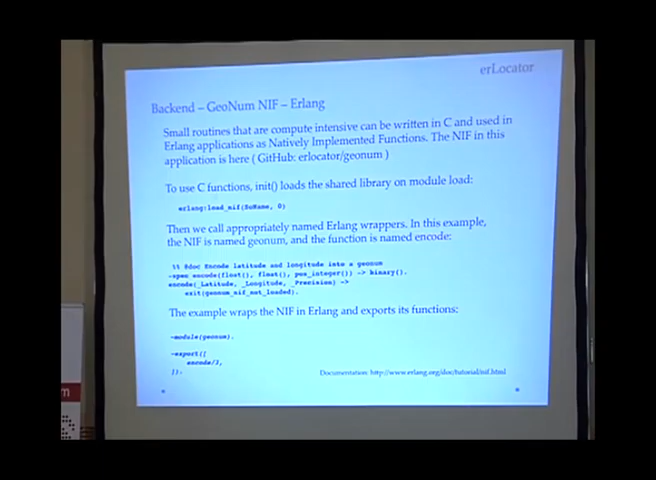 erLocator
Backend – GeoNum NIF – Erlang
Small routines that are compute intensive can be written in C and used in
Erlang applications as Natively Implemented Functions. The NIF in this
application is here ( GitHub: erlocator/geonum )
To use C functions, init() loads the shared library on module load:
erlang:load_nif(SoName, 0)
Then we call appropriately named Erlang wrappers. In this example,
the NIF is named geonum, and the function is named encode:
%% @doc Encode latitude and longitude into a geonum
-spec encode(float(), float(), pos_integer()) -> binary().
encode(_Latitude, _Longitude, _Precision) ->
exit(geonum_nif_not_loaded).
The example wraps the NIF in Erlang and exports its functions:
-module(geonum).
-export([
encode/3,
]).
Documentation: http://www.erlang.org/doc/tutorial/nif.html
m